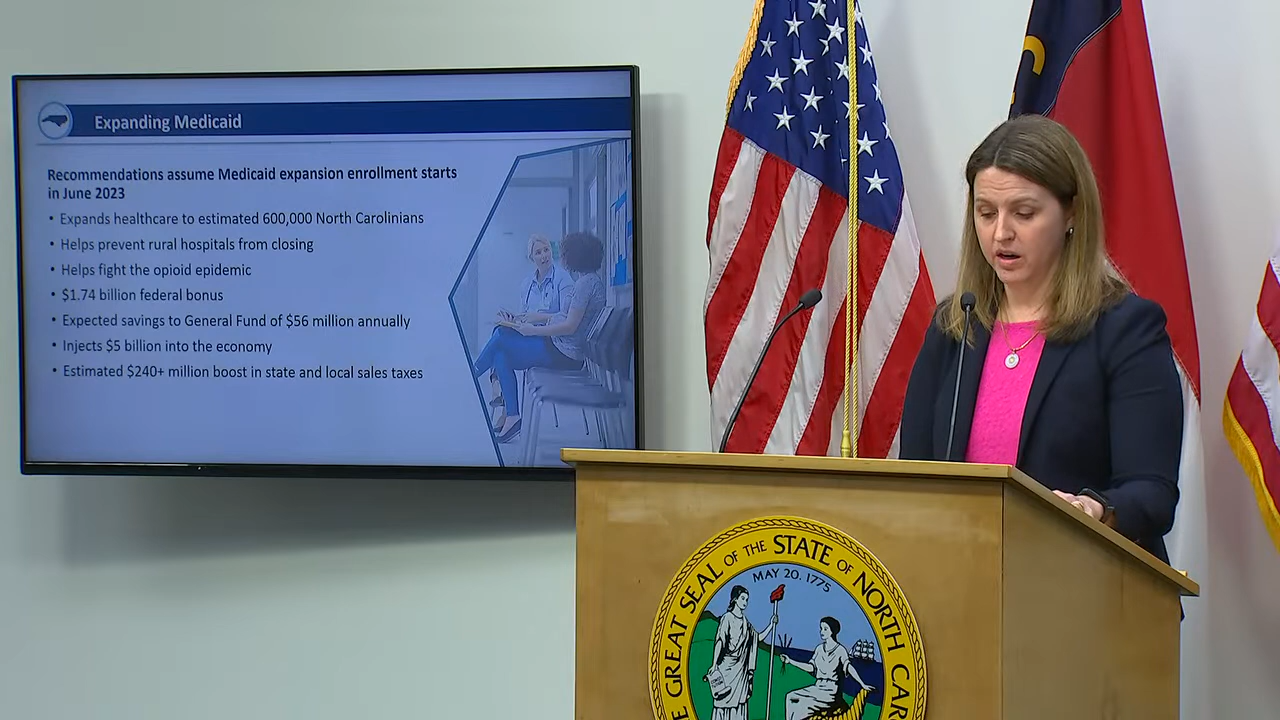 Expanding Medicaid
Recommendations assume Medicaid expansion enrollment starts
in June 2023
• Expands healthcare to estimated 600,000 North Carolinians
• Helps prevent rural hospitals from closing
• Helps fight the opioid epidemic
• $1.74 billion federal bonus
• Expected savings to General Fund of $56 million annually
• Injects $5 billion into the economy
• Estimated $240+ million boost in state and local sales taxes
E GREAT SEAL OF THE STATE OF NORTH CAR
MAY 20, 1775